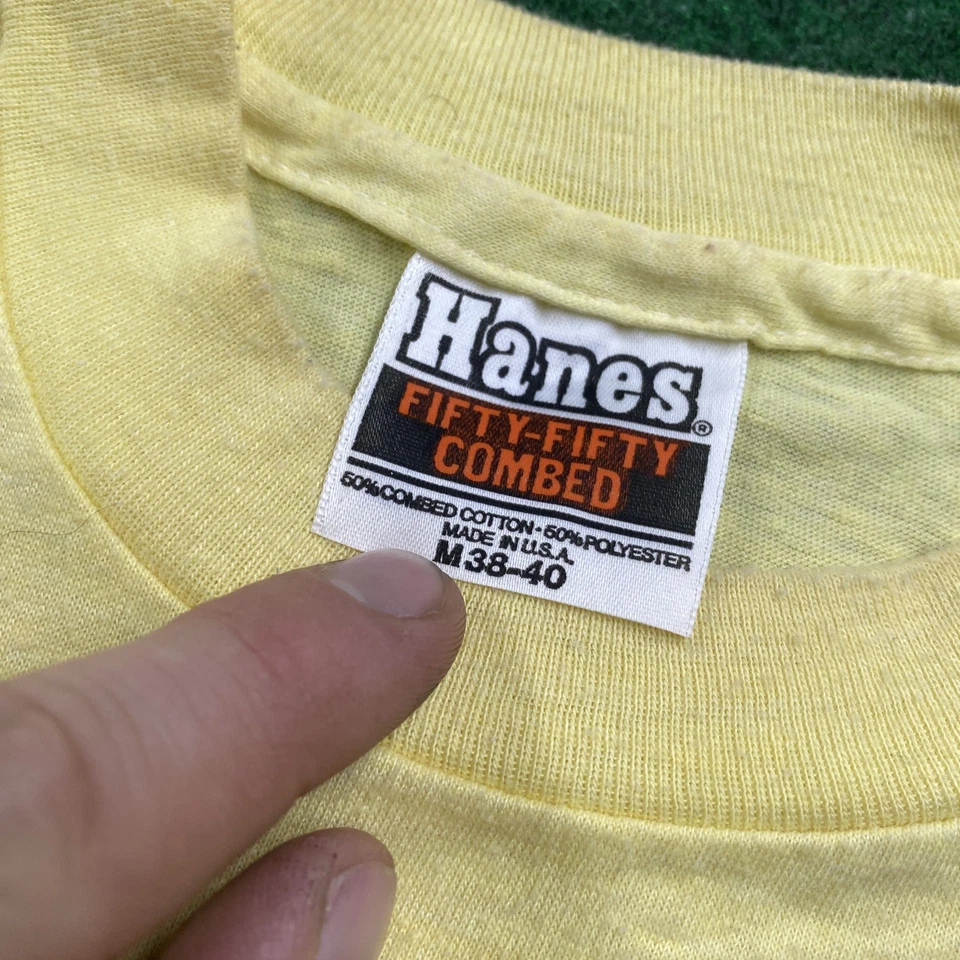 Hanes®
FIFTY-FIFTY
COMBED
50% COMBED COTTON-50% POLYESTER
MADE IN U.S.A.
M 38-40